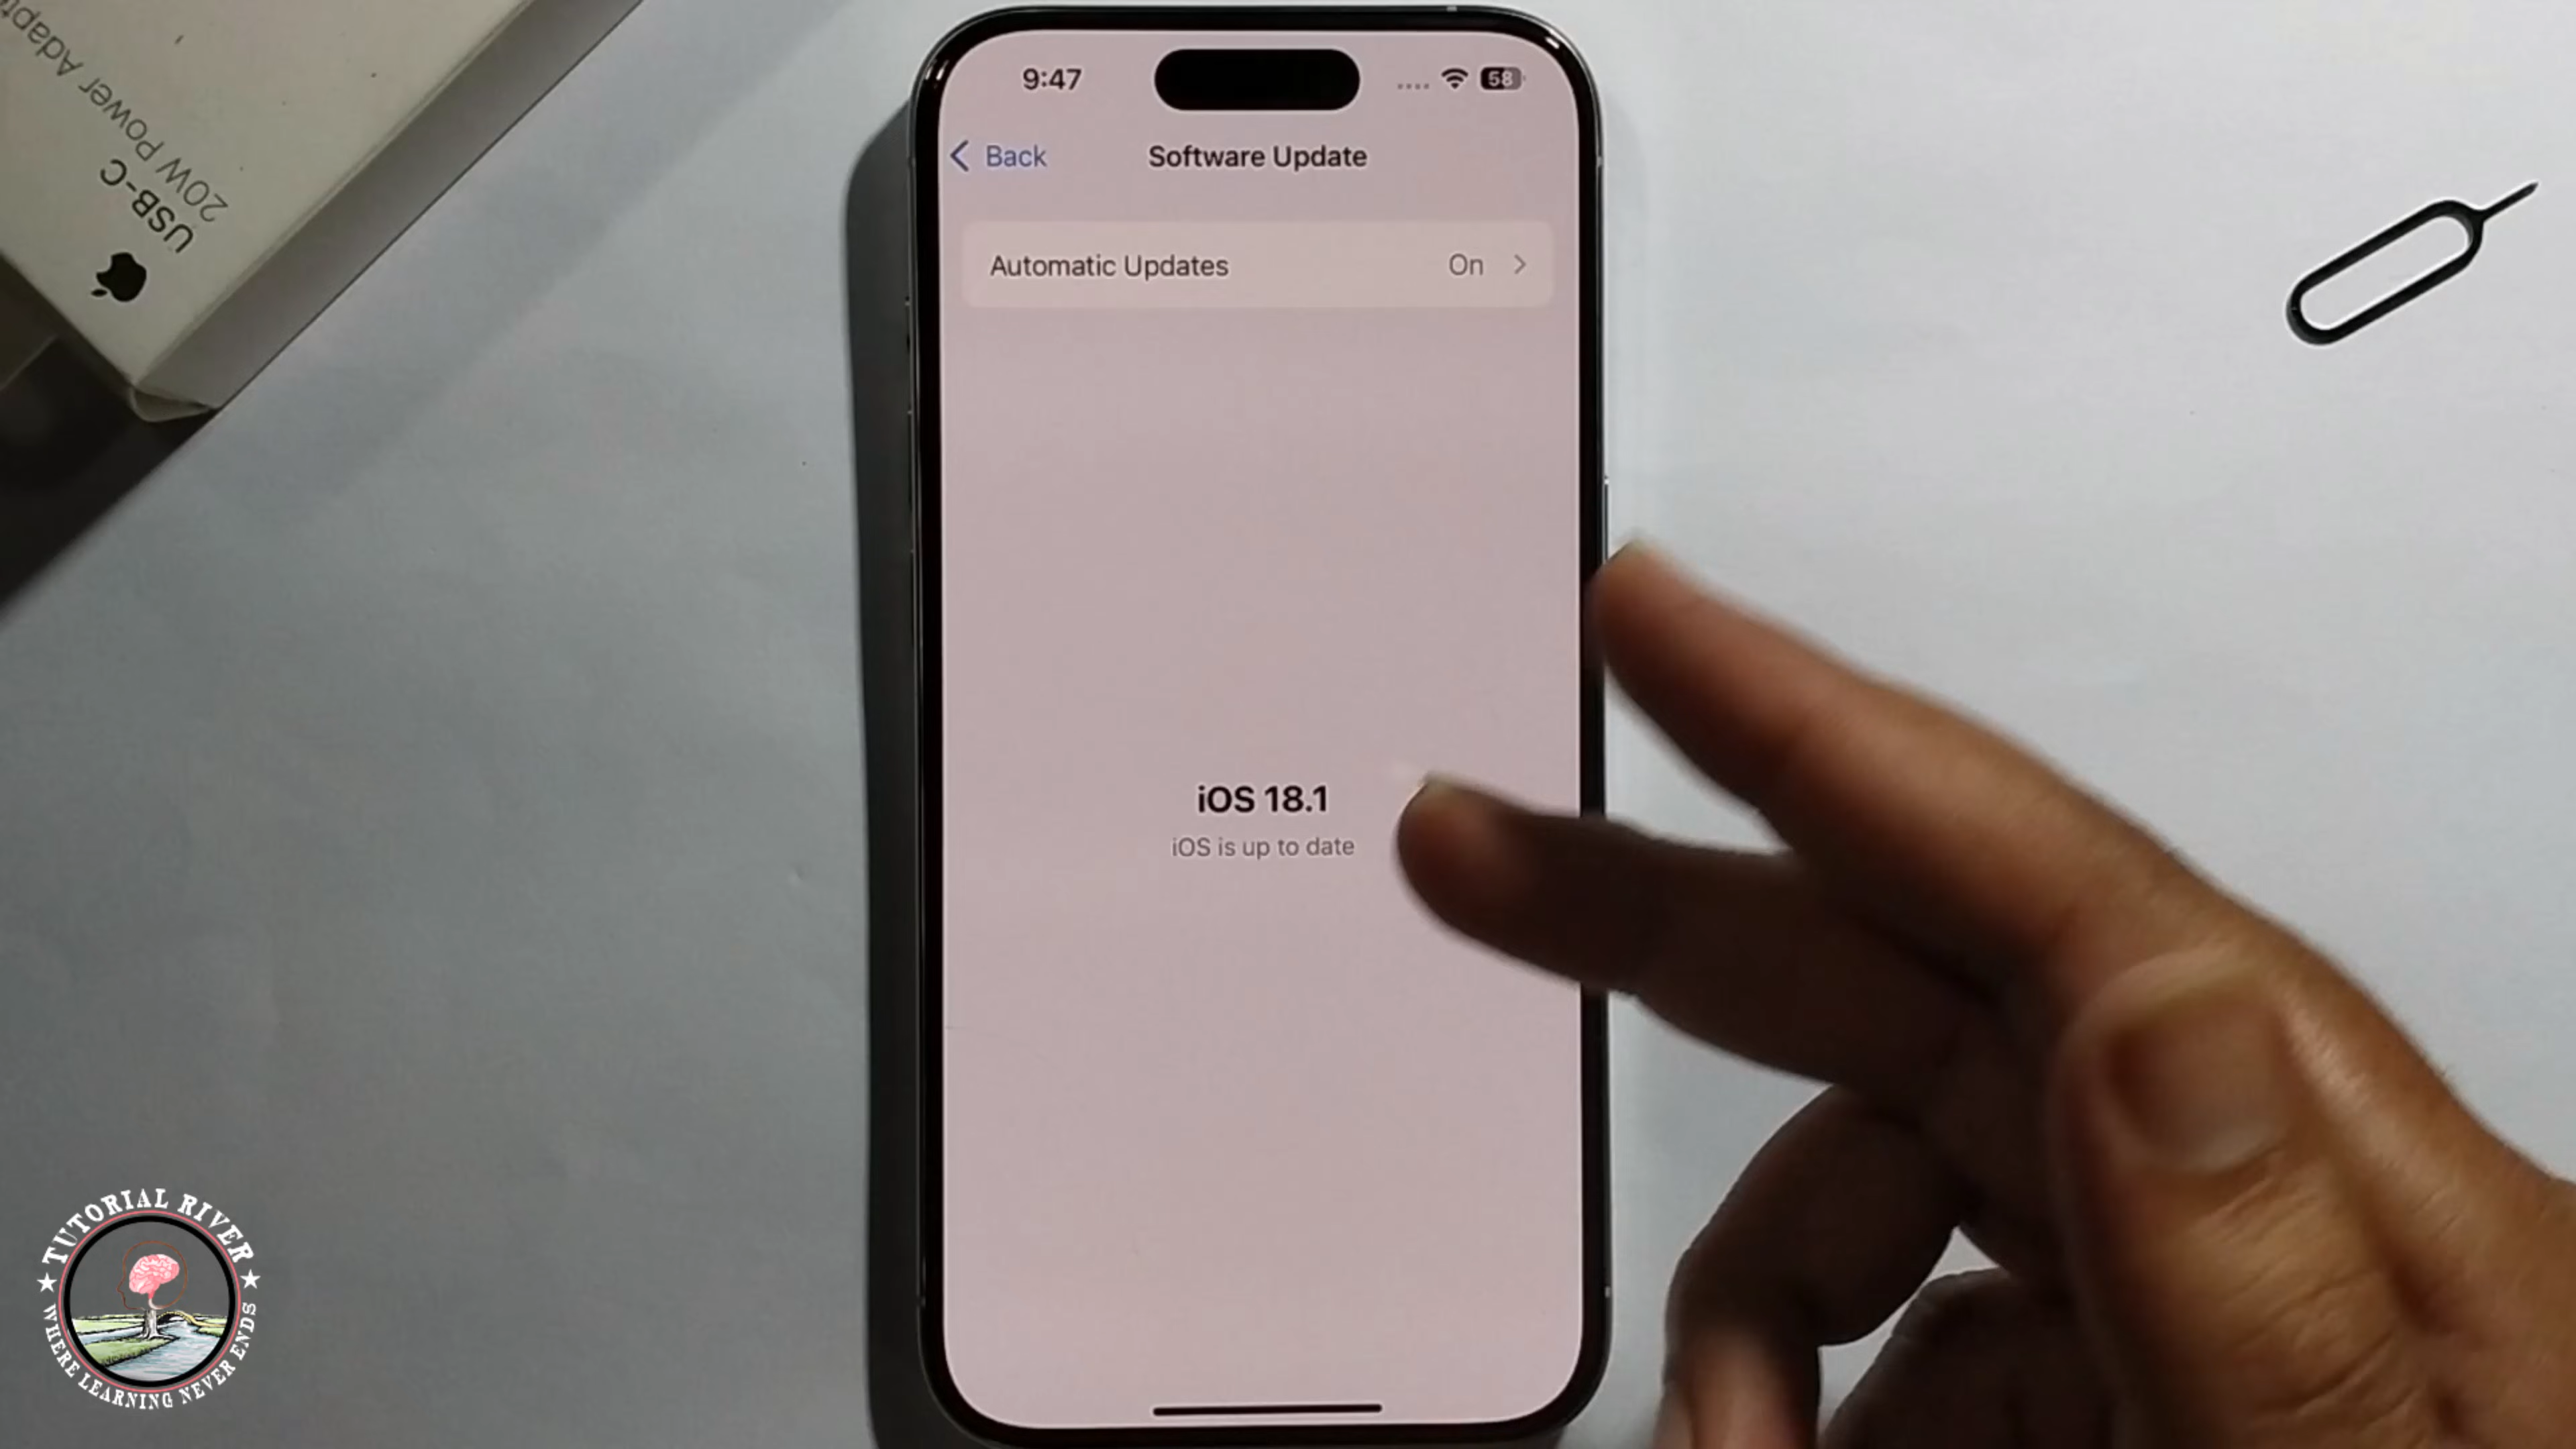 20W Power Adapt
USB-C
9:47
58
Back
Software Update
Automatic Updates
On
iOS 18.1
iOS is up to date
TUTORIAL RIVER
WHERE LEARNING NEVER ENDS